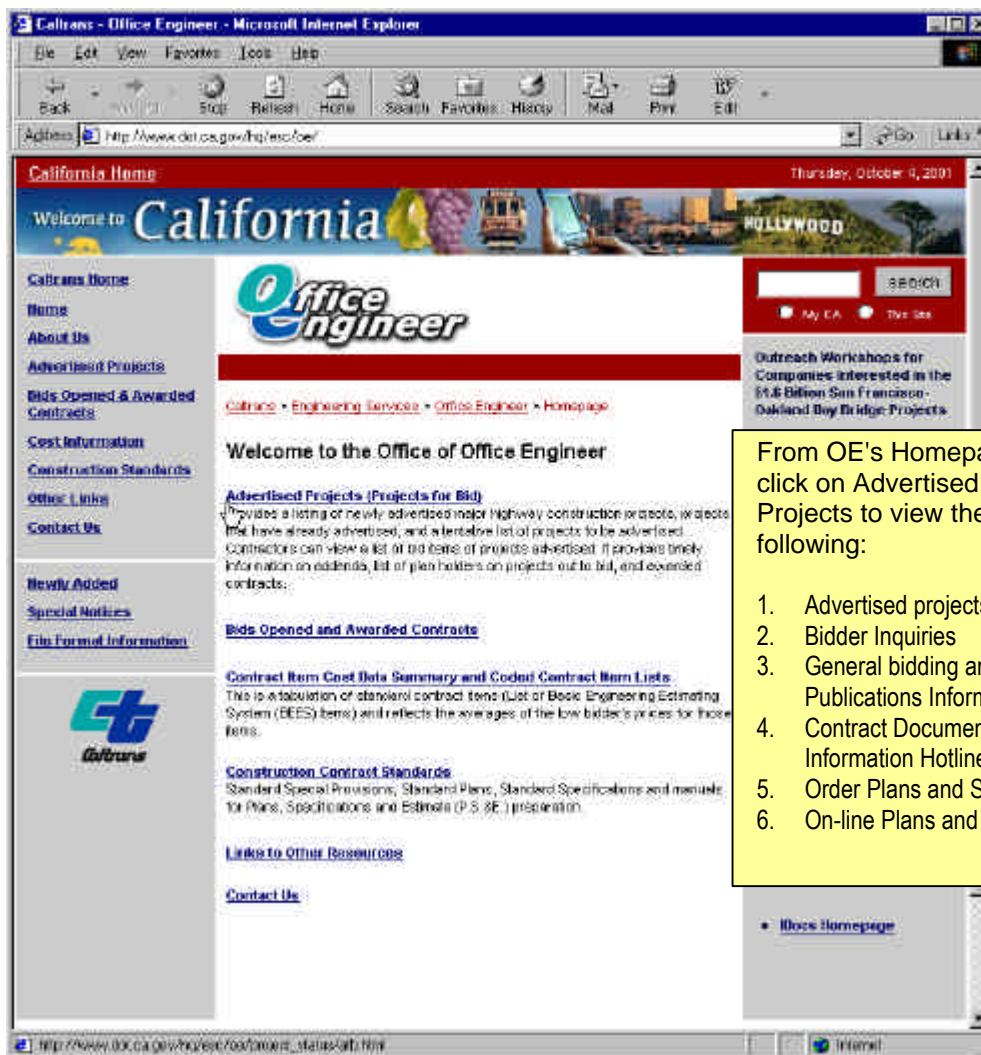 Caltrans - Office Engineer - Microsoft Internet Explorer
File Edit View Favorites Tools Help
Back Stop Refresh Home Search Favorites History Mail Print Edit
Address http://www.dot.ca.gov/hq/esc/oe/ Go Links
California Home Thursday, October 4, 2001
Welcome to California HOLLYWOOD
Caltrans Home
Home
About Us
Advertised Projects
Bids Opened & Awarded
Contracts
Cost Information
Construction Standards
Other Links
Contact Us
Newly Added
Special Notices
File Format Information
Caltrans
Office
Engineer
Caltrans • Engineering Services • Office Engineer • Homepage
Welcome to the Office of Office Engineer
Advertised Projects (Projects for Bid)
Provides a listing of newly advertised major highway construction projects, projects
that have already advertised, and a tentative list of projects to be advertised.
Contractors can view a list of bid items of projects advertised. It provides timely
information on addenda, list of plan holders on projects out to bid, and awarded
contracts.
Bids Opened and Awarded Contracts
Contract Item Cost Data Summary and Coded Contract Item Lists
This is a tabulation of standard contract items (List of Basic Engineering Estimating
System (BEES) items) and reflects the averages of the low bidder's prices for those
items.
Construction Contract Standards
Standard Special Provisions, Standard Plans, Standard Specifications and manuals
for Plans, Specifications and Estimate (P.S.&E.) preparation.
Links to Other Resources
Contact Us
search
My CA This Site
Outreach Workshops for
Companies Interested in the
Billion San Francisco-
Oakland Bay Bridge Projects
From OE's Homepa
click on Advertised
Projects to view the
following:
1. Advertised projects
2. Bidder Inquiries
3. General bidding an
Publications Inform
4. Contract Documen
Information Hotline
5. Order Plans and S
6. On-line Plans and
• IDocs Homepage
http://www.dot.ca.gov/hq/esc/oe/project_status/afb.html Internet